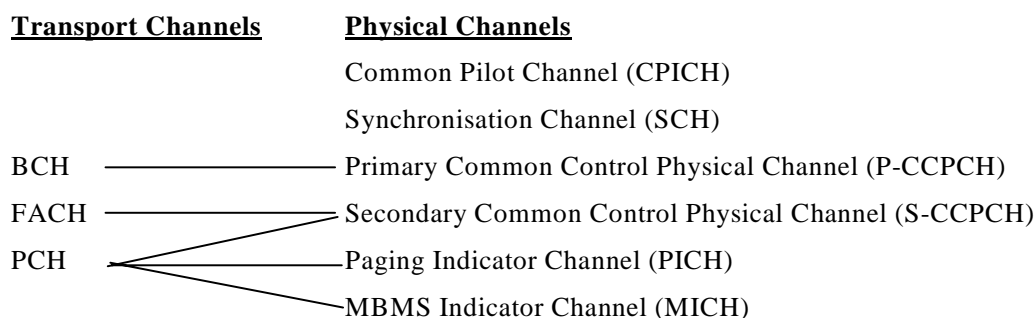 Transport Channels Physical Channels
Common Pilot Channel (CPICH)
Synchronisation Channel (SCH)
BCH Primary Common Control Physical Channel (P-CCPCH)
FACH Secondary Common Control Physical Channel (S-CCPCH)
PCH Paging Indicator Channel (PICH)
MBMS Indicator Channel (MICH)